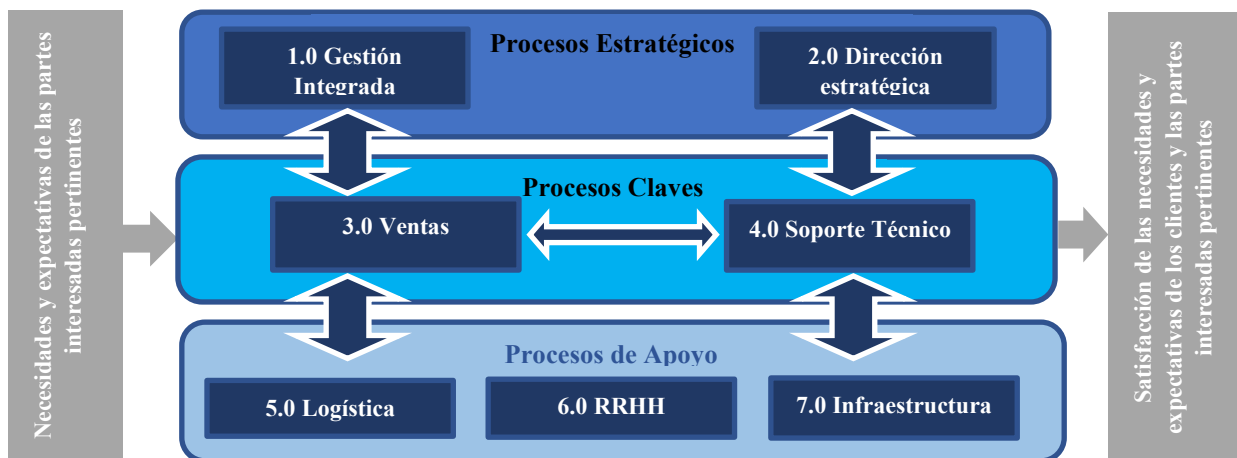 Necesidades y expectativas de las partes
interesadas pertinentes
Procesos Estratégicos
1.0 Gestión
Integrada
2.0 Dirección
estratégica
Procesos Claves
3.0 Ventas
4.0 Soporte Técnico
Procesos de Apoyo
5.0 Logística
6.0 RRHH
7.0 Infraestructura
Satisfacción de las necesidades y
expectativas de los clientes y las partes
interesadas pertinentes